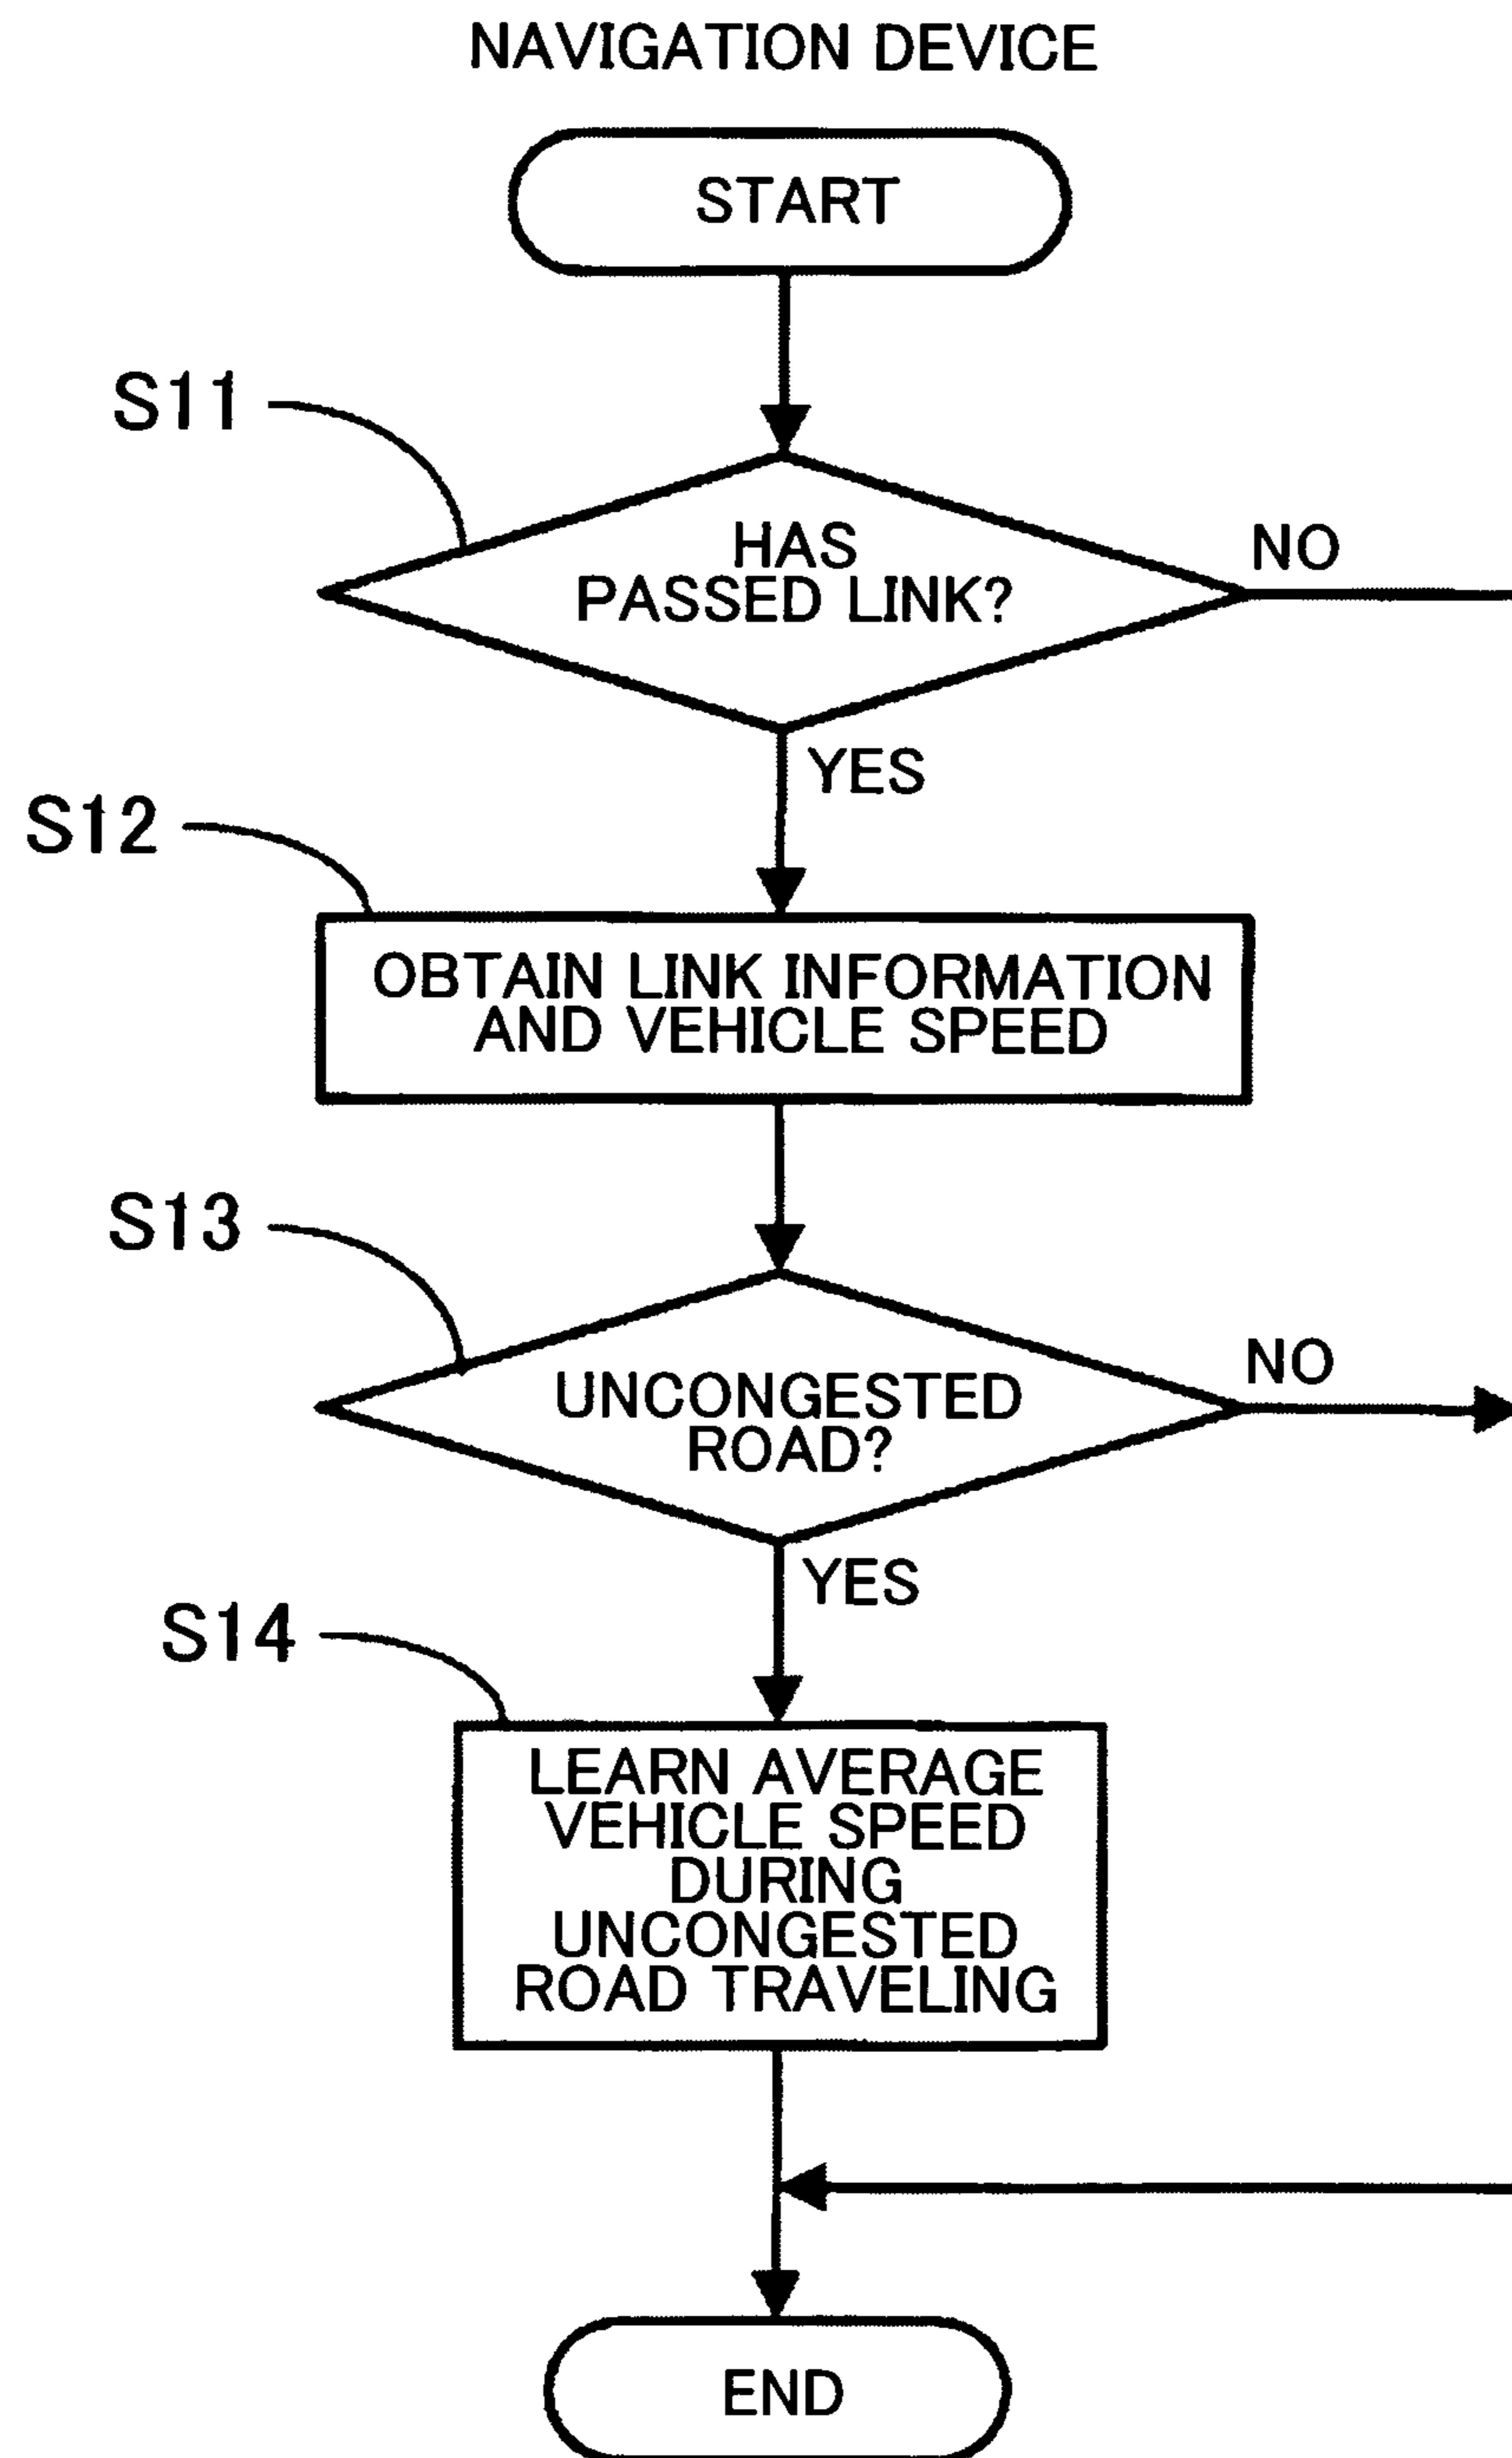 NAVIGATION DEVICE
START
S11
HAS
PASSED LINK?
NO
YES
S12
OBTAIN LINK INFORMATION
AND VEHICLE SPEED
S13
UNCONGESTED
ROAD?
NO
YES
S14
LEARN AVERAGE
VEHICLE SPEED
DURING
UNCONGESTED
ROAD TRAVELING
END